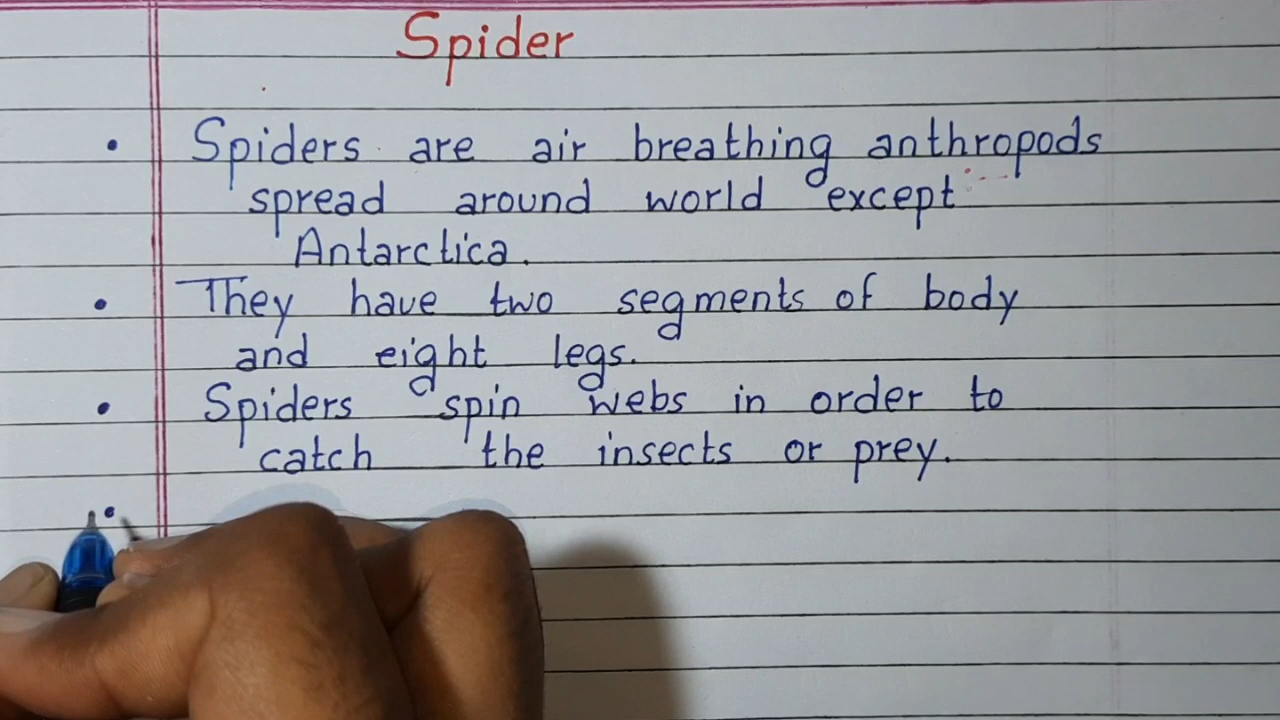 Spider
• Spiders are air breathing anthropods
spread around world except
Antarctica.
• They have two segments of body
and eight legs.
• Spiders spin webs in order to
catch the insects or prey.
•